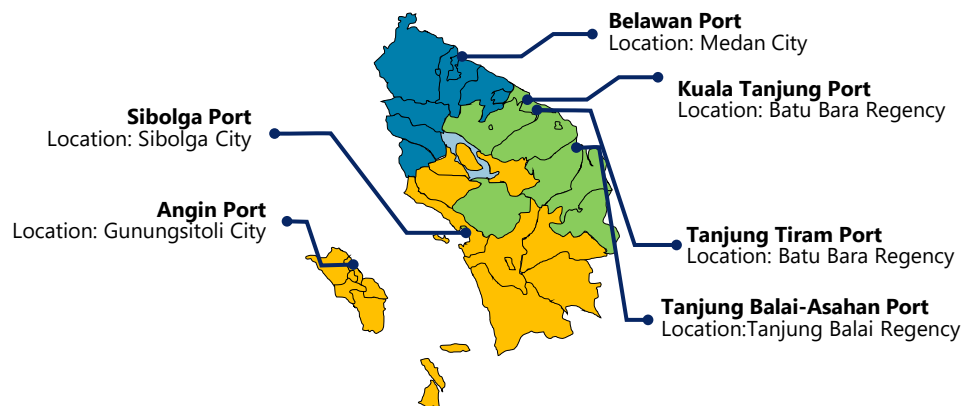 Belawan Port
Location: Medan City
Kuala Tanjung Port
Location: Batu Bara Regency
Sibolga Port
Location: Sibolga City
Angin Port
Location: Gunungsitoli City
Tanjung Tiram Port
Location: Batu Bara Regency
Tanjung Balai-Asahan Port
Location:Tanjung Balai Regency